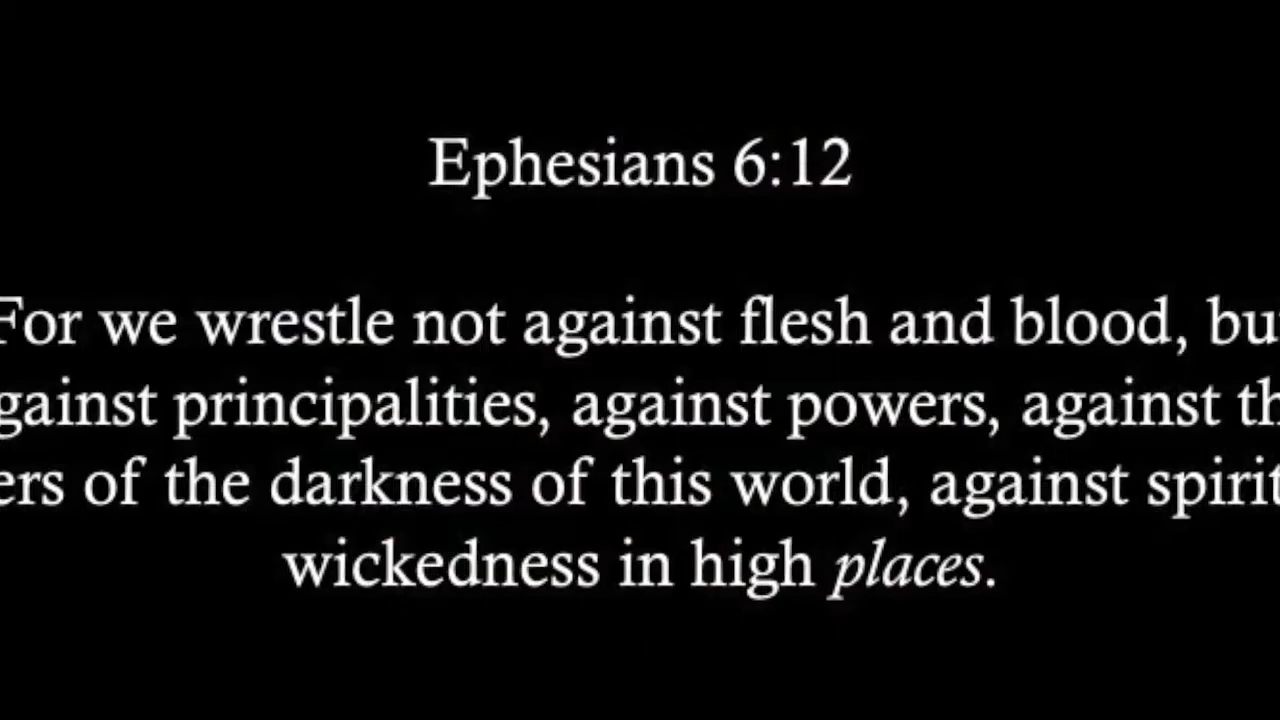 Ephesians 6:12
For we wrestle not against flesh and blood, bu
gainst principalities, against powers, against th
ers of the darkness of this world, against spirit
wickedness in high places.